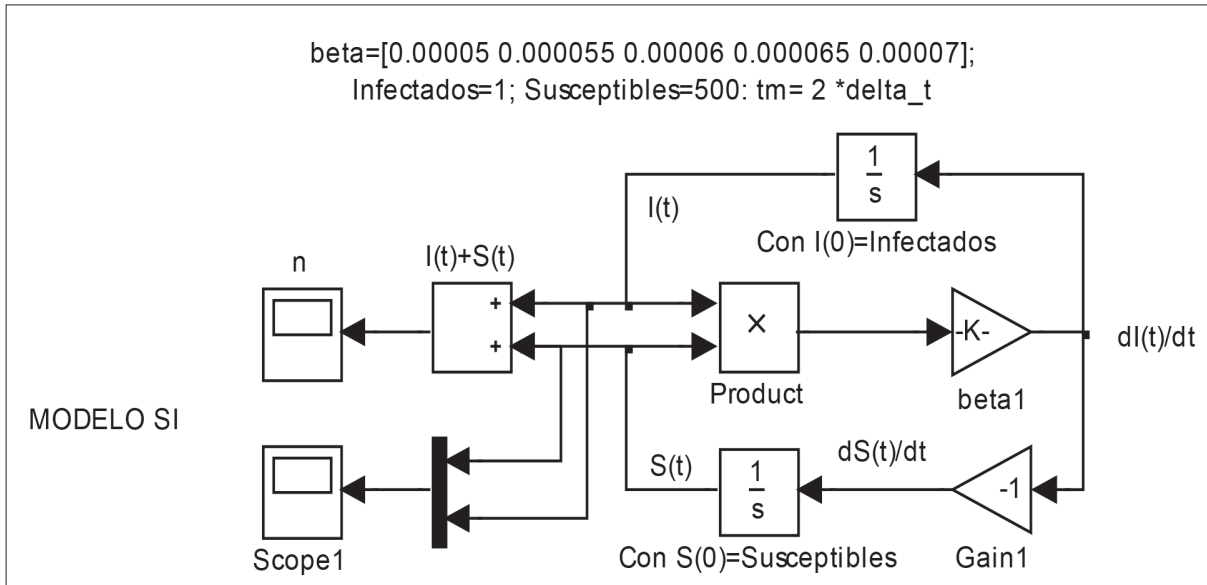 beta=[0.00005 0.000055 0.00006 0.000065 0.00007];
Infectados=1; Susceptibles=500: tm= 2 *delta_t
1
s
I(t)
Con I(0)=Infectados
n
I(t)+S(t)
+
+
×
-K-
dI(t)/dt
Product
beta1
MODELO SI
S(t)
1
s
dS(t)/dt
-1
Scope1
Con S(0)=Susceptibles
Gain1